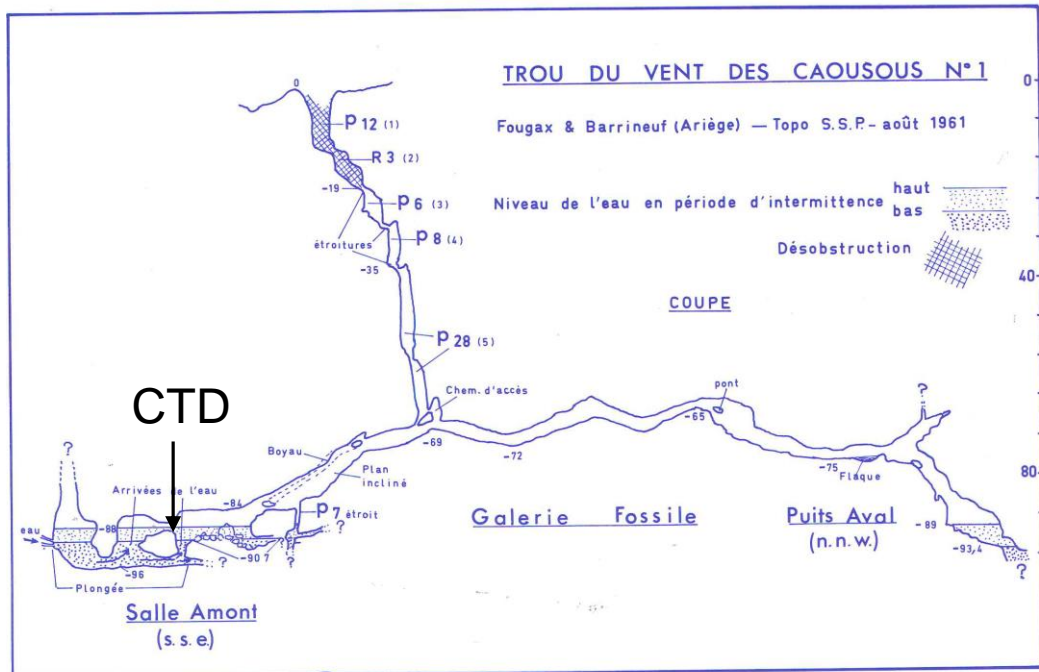 TROU DU VENT DES CAOUSOUS N°1
Fougax & Barrineuf (Ariège) — Topo S.S.P. - août 1961
Niveau de l'eau en période d'intermittence
haut
bas
Désobstruction
COUPE
0
40
80
0
P 12 (1)
R 3 (2)
-19
P 6 (3)
étroitures
P 8 (4)
-35
P 28 (5)
Chem. d'accès
-69
-72
pont
-65
?
-75
Flaque
-89
-93,4
?
CTD
?
Boyau
Plan
incliné
Arrivées de l'eau
-84
-88
P 7 étroit
?
eau
-90
?
?
?
-96
Plongée
Galerie Fossile
Puits Aval
(n.n.w.)
Salle Amont
(s.s.e.)